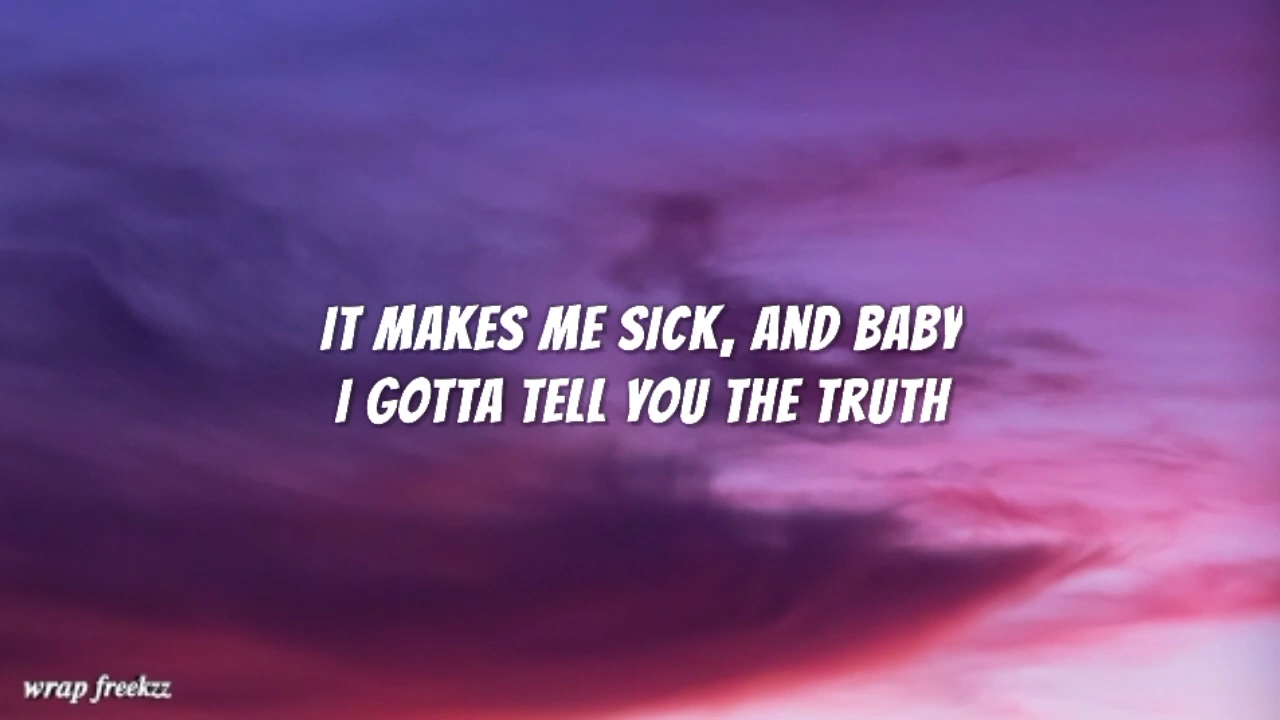 IT MAKES ME SICK, AND BABY
I GOTTA TELL YOU THE TRUTH
wrap freekzz